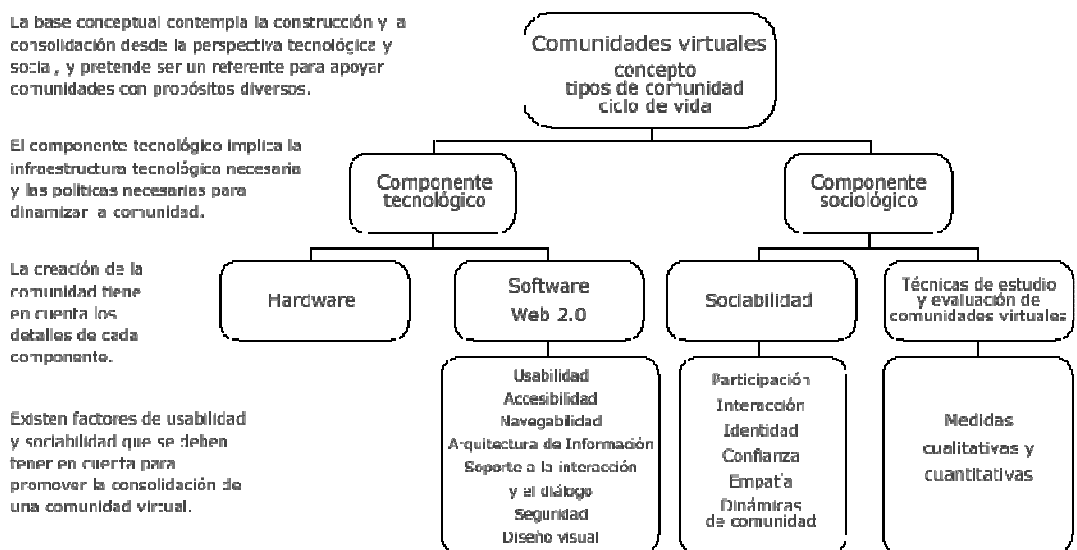 La base conceptual contempla la construcción y la
consolidación desde la perspectiva tecnológica y
social, y pretende ser un referente para apoyar
comunidades con propósitos diversos.
El componente tecnológico implica la
infraestructura tecnológica necesaria
y las políticas necesarias para
dinamizar la comunidad.
La creación de la
comunidad tiene
en cuenta los
detalles de cada
componente.
Existen factores de usabilidad
y sociabilidad que se deben
tener en cuenta para
promover la consolidación de
una comunidad virtual.
Comunidades virtuales
concepto
tipos de comunidad
ciclo de vida
Componente
tecnológico
Componente
sociológico
Hardware
Software
Web 2.0
Sociabilidad
Técnicas de estudio
y evaluación de
comunidades virtuales
Usabilidad
Accesibilidad
Navegabilidad
Arquitectura de Información
Soporte a la interacción
y el diálogo
Seguridad
Diseño visual
Participación
Interacción
Identidad
Confianza
Empatía
Dinámicas
de comunidad
Medidas
cualitativas y
cuantitativas